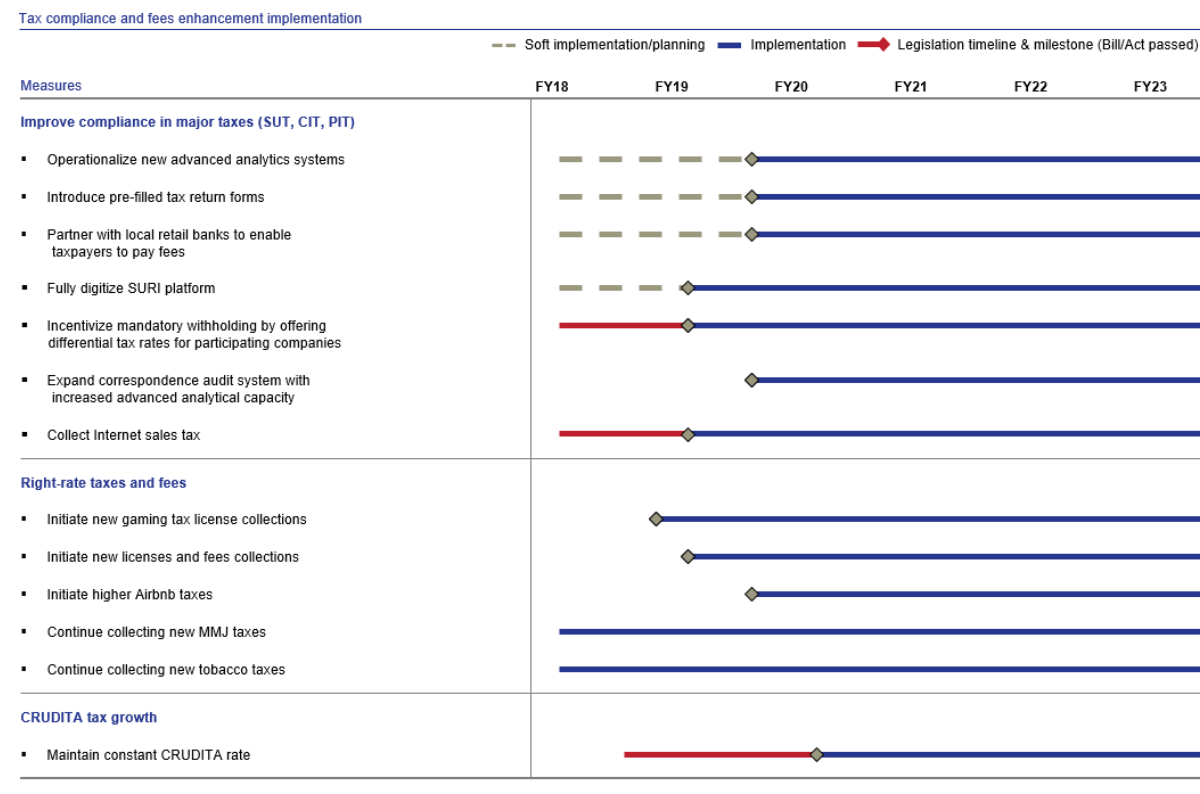 Tax compliance and fees enhancement implementation
Soft implementation/planning Implementation Legislation timeline & milestone (Bill/Act passed)
Measures FY18 FY19 FY20 FY21 FY22 FY23
Improve compliance in major taxes (SUT, CIT, PIT)
▪ Operationalize new advanced analytics systems
▪ Introduce pre-filled tax return forms
▪ Partner with local retail banks to enable
taxpayers to pay fees
▪ Fully digitize SURI platform
▪ Incentivize mandatory withholding by offering
differential tax rates for participating companies
▪ Expand correspondence audit system with
increased advanced analytical capacity
▪ Collect Internet sales tax
Right-rate taxes and fees
▪ Initiate new gaming tax license collections
▪ Initiate new licenses and fees collections
▪ Initiate higher Airbnb taxes
▪ Continue collecting new MMJ taxes
▪ Continue collecting new tobacco taxes
CRUDITA tax growth
▪ Maintain constant CRUDITA rate